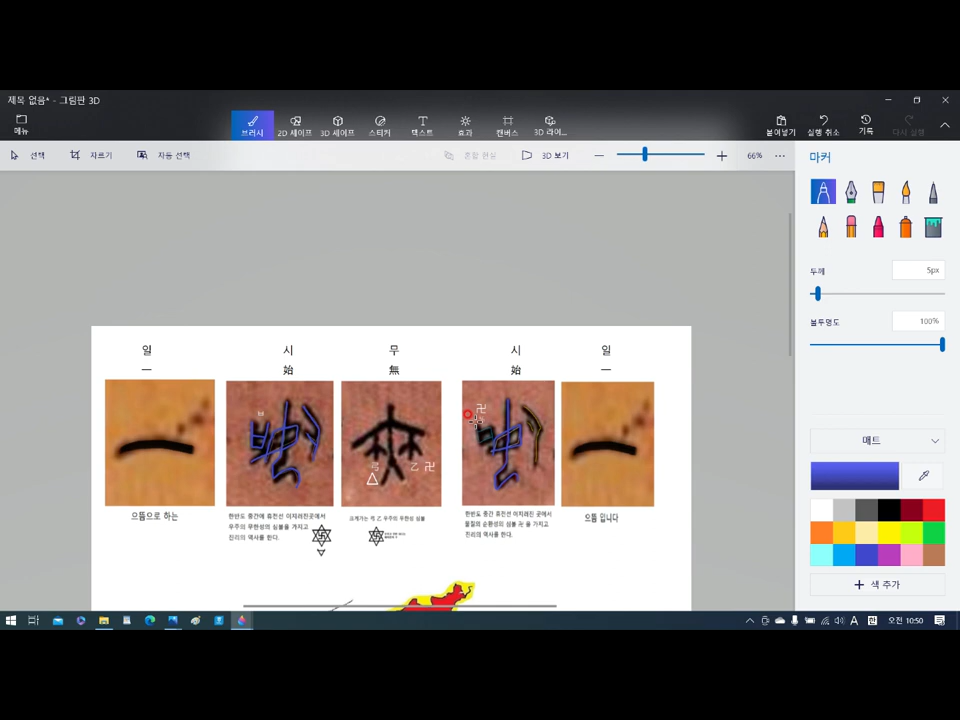 제목 없음* - 그림판 3D
메뉴
브러시
2D 셰이프
3D 셰이프
스티커
텍스트
효과
캔버스
3D 라이...
붙여넣기
실행 취소
기록
다시 실행
선택
자르기
자동 선택
혼합 현실
3D 보기
66%
마커
두께
5px
불투명도
100%
매트
색 추가
일 시 무 시 일
一 始 無 始 一
ㅂ
卍
弓
乙 卍
으뜸으로 하는
한반도 중간에 휴전선 이지러진곳에서
우주의 무한성의 심볼을 가지고
진리의 역사를 한다.
크게가는 弓 乙 우주의 무한성 심볼
한반도 중간 휴전선 이지러진 곳에서
물질의 순환성의 심볼 卍 을 가지고
진리의 역사를 한다.
으뜸 입니다
A
오전 10:50